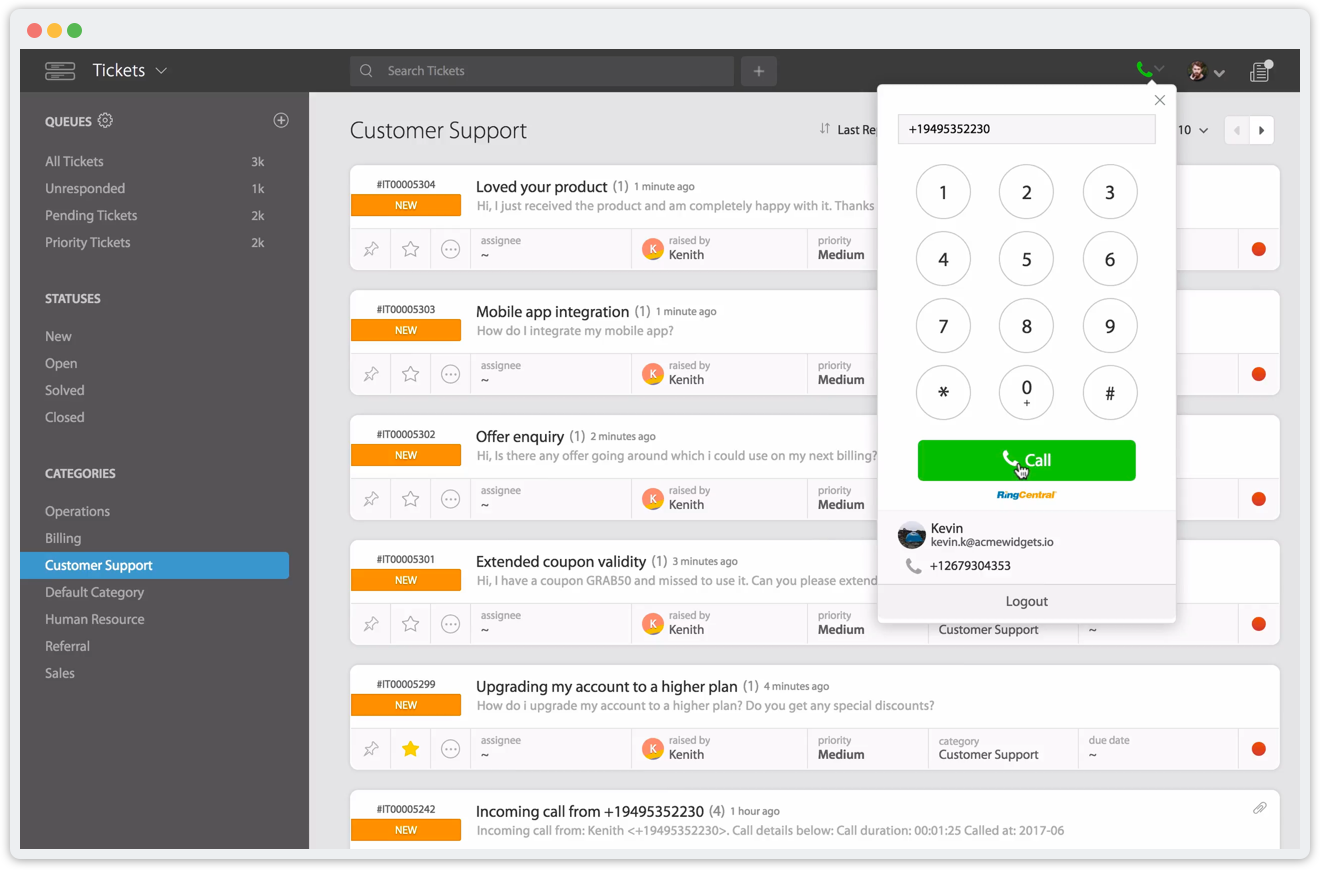 Tickets
Search Tickets
+
QUEUES
All Tickets 3k
Unresponded 1k
Pending Tickets 2k
Priority Tickets 2k
STATUSES
New
Open
Solved
Closed
CATEGORIES
Operations
Billing
Customer Support
Default Category
Human Resource
Referral
Sales
Customer Support
Last Re
10
#IT00005304
NEW
Loved your product (1) 1 minute ago
Hi, I just received the product and am completely happy with it. Thanks
assignee
~
K
raised by
Kenith
priority
Medium
#IT00005303
NEW
Mobile app integration (1) 1 minute ago
How do I integrate my mobile app?
assignee
~
K
raised by
Kenith
priority
Medium
#IT00005302
NEW
Offer enquiry (1) 2 minutes ago
Hi, Is there any offer going around which i could use on my next billing?
assignee
~
K
raised by
Kenith
priority
Medium
#IT00005301
NEW
Extended coupon validity (1) 3 minutes ago
Hi, I have a coupon GRAB50 and missed to use it. Can you please extend
assignee
~
K
raised by
Kenith
priority
Medium
Customer Support
~
#IT00005299
NEW
Upgrading my account to a higher plan (1) 4 minutes ago
How do i upgrade my account to a higher plan? Do you get any special discounts?
assignee
~
K
raised by
Kenith
priority
Medium
category
Customer Support
due date
~
#IT00005242
NEW
Incoming call from +19495352230 (4) 1 hour ago
Incoming call from: Kenith <+19495352230>. Call details below: Call duration: 00:01:25 Called at: 2017-06
+19495352230
1 2 3
4 5 6
7 8 9
* 0 #
+
Call
RingCentral
Kevin
kevin.k@acmewidgets.io
+12679304353
Logout